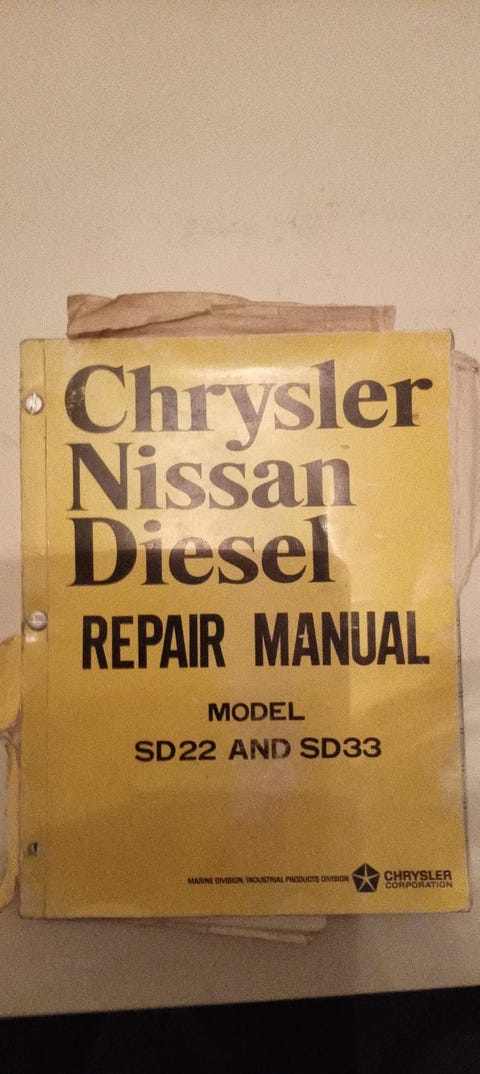 Chrysler
Nissan
Diesel
REPAIR MANUAL
MODEL
SD22 AND SD33
MARINE DIVISION/INDUSTRIAL PRODUCTS DIVISION
CHRYSLER
CORPORATION